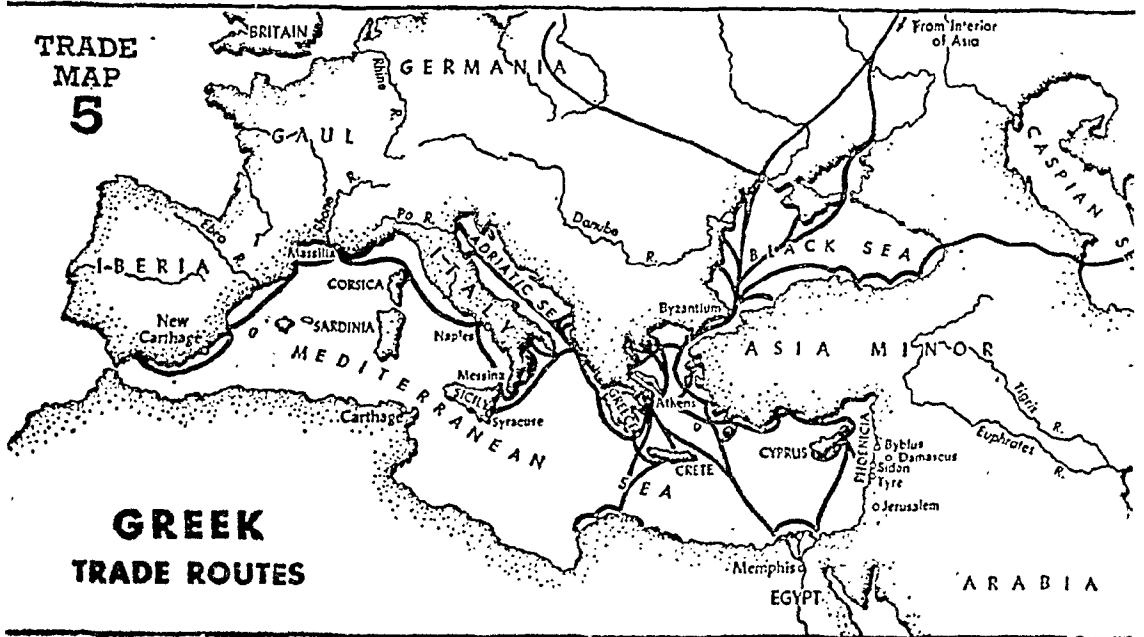 TRADE
MAP
5
BRITAIN
GERMANIA
Rhine
R.
GAUL
From Interior
of Asia
CASPIAN
Rhone
R.
Po R.
Danube
R.
Ebro
R.
IBERIA
Massilia
CORSICA
ITALY
ADRIATIC SE
BLACK SEA
New
Carthage
SARDINIA
Naples
Byzantium
MEDITERRANEAN
SEA
ASIA MINOR
Messina
SICILY
Syracuse
Carthage
GREECE
Athens
CRETE
CYPRUS
PHOENICIA
Byblus
Damascus
Sidon
Tyre
Jerusalem
Tigris
R.
Euphrates
R.
GREEK
TRADE ROUTES
Memphis
EGYPT
ARABIA